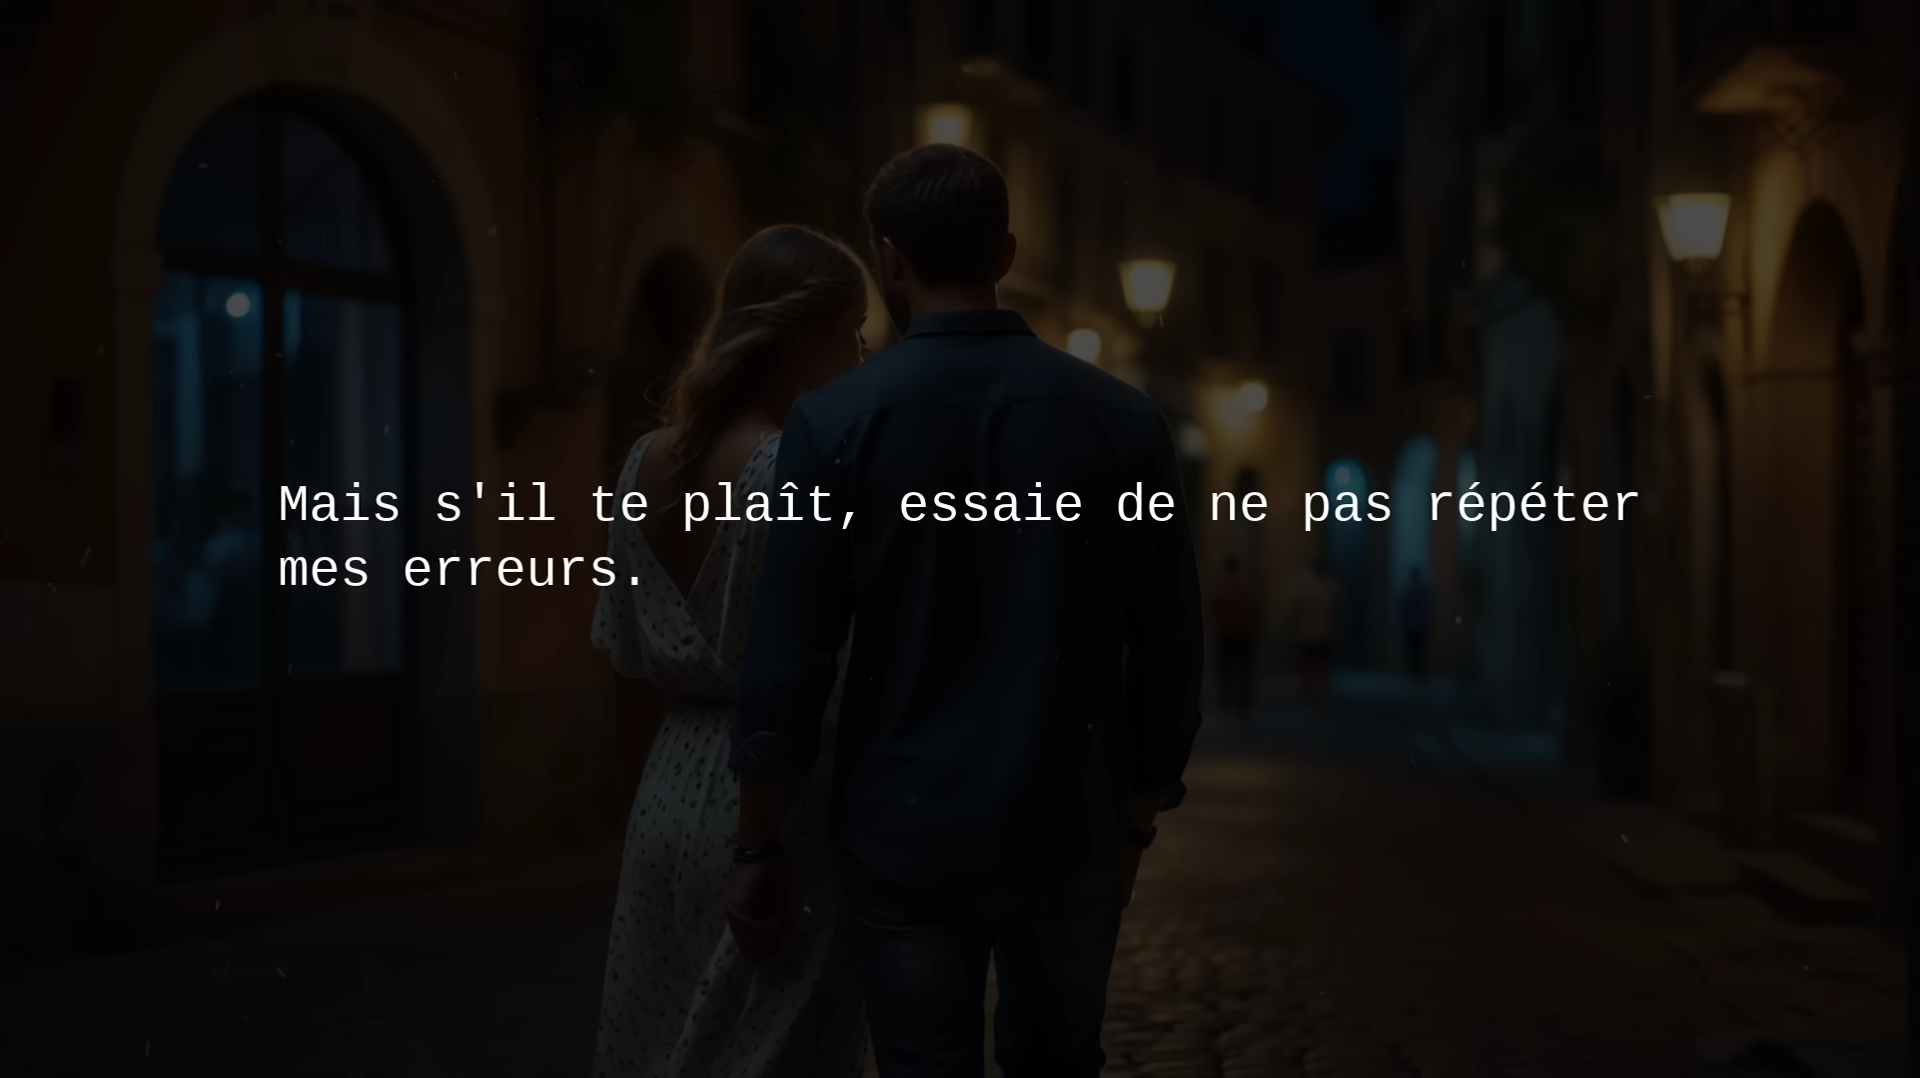 Mais s'il te plaît, essaie de ne pas répéter
mes erreurs.